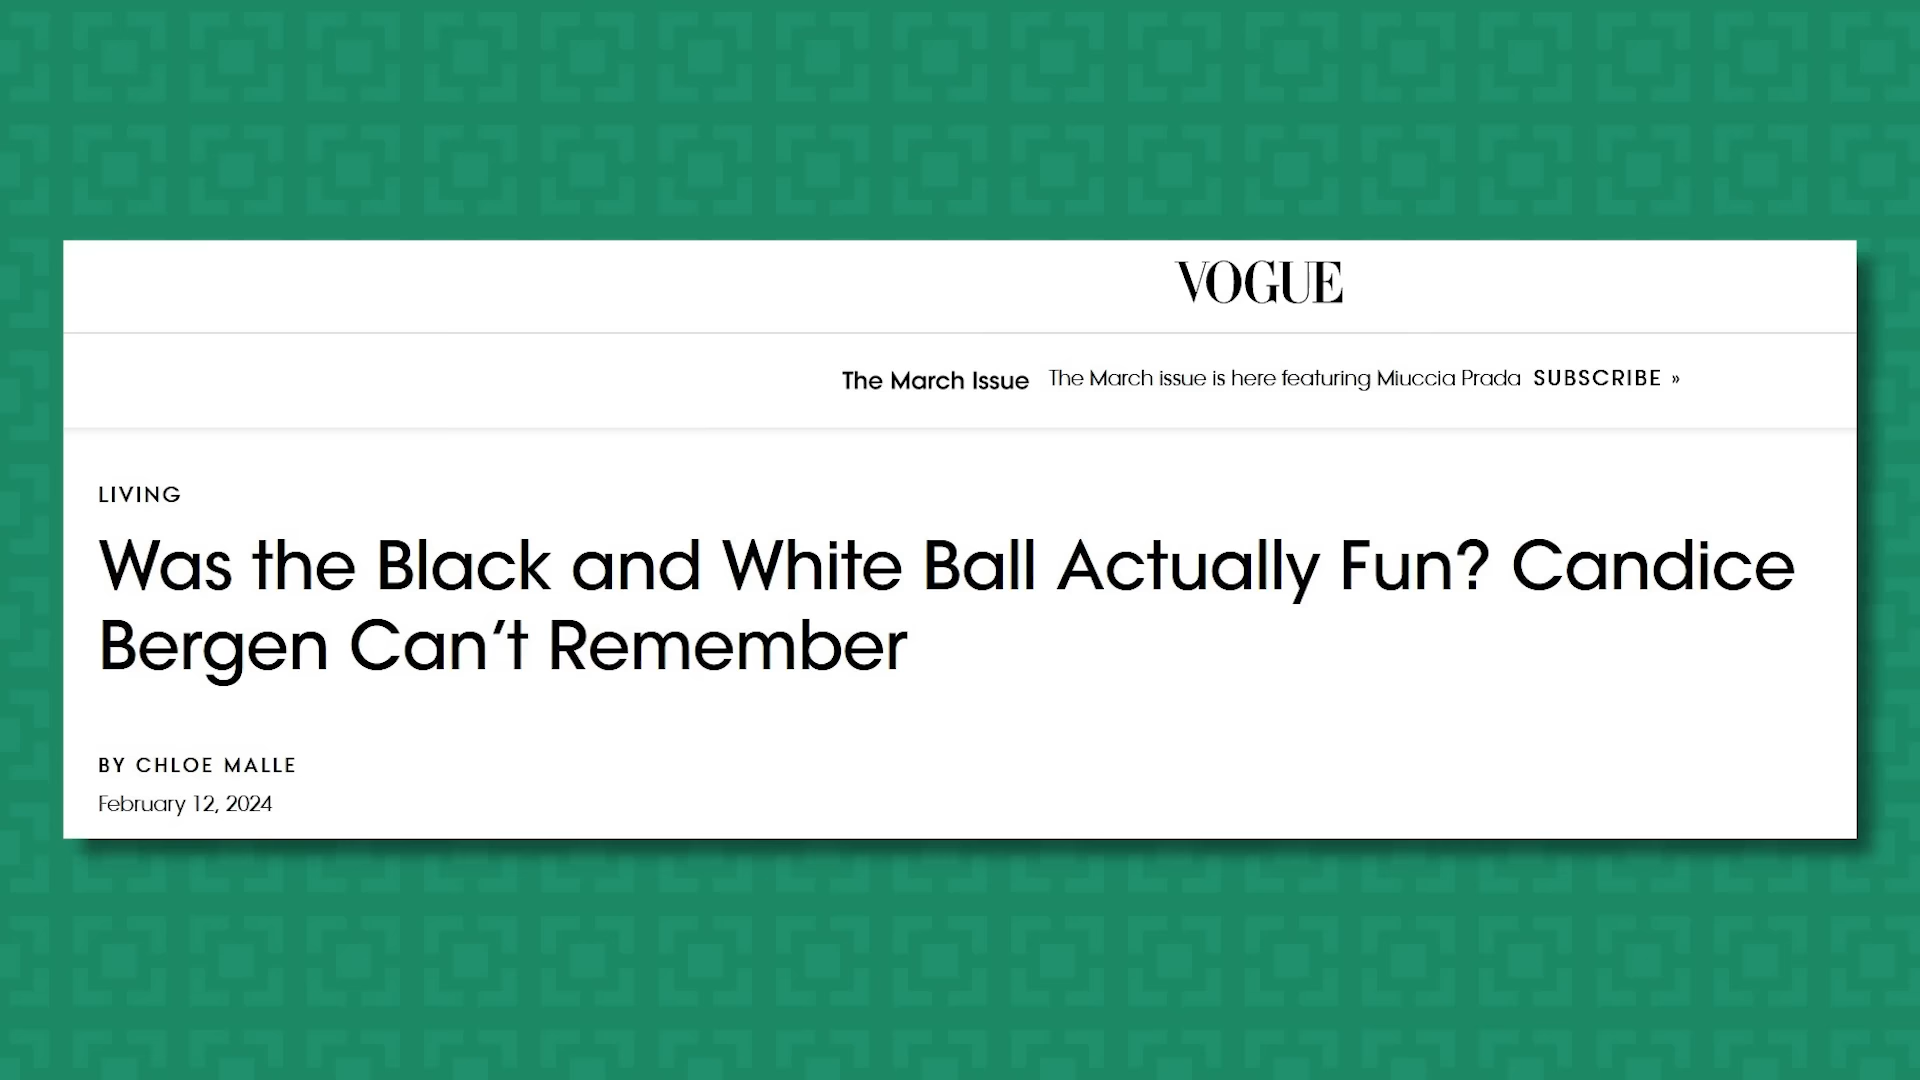 VOGUE
The March Issue The March issue is here featuring Miuccia Prada SUBSCRIBE »
LIVING
Was the Black and White Ball Actually Fun? Candice
Bergen Can't Remember
BY CHLOE MALLE
February 12, 2024